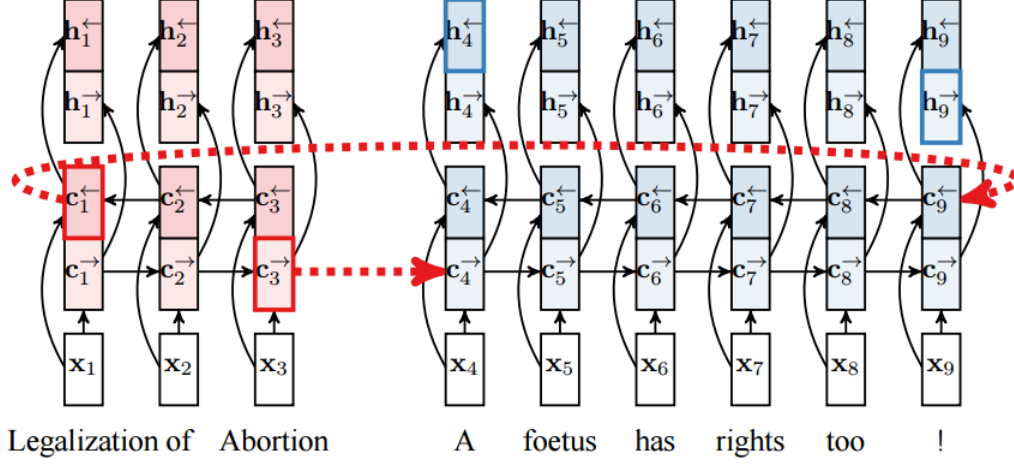 h₁← h₂← h₃← h₄← h₅← h₆← h₇← h₈← h₉←
h₁→ h₂→ h₃→ h₄→ h₅→ h₆→ h₇→ h₈→ h₉→
c₁← c₂← c₃← c₄← c₅← c₆← c₇← c₈← c₉←
c₁→ c₂→ c₃→ c₄→ c₅→ c₆→ c₇→ c₈→ c₉→
x₁ x₂ x₃ x₄ x₅ x₆ x₇ x₈ x₉
Legalization of Abortion A foetus has rights too !